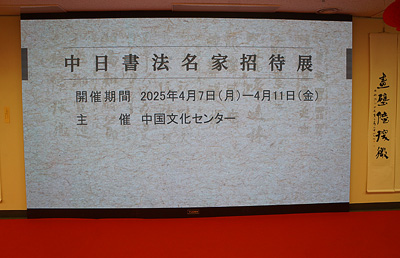 中日書法名家招待展
開催期間 2025年4月7日(月)ー4月11日(金)
主 催 中国文化センター